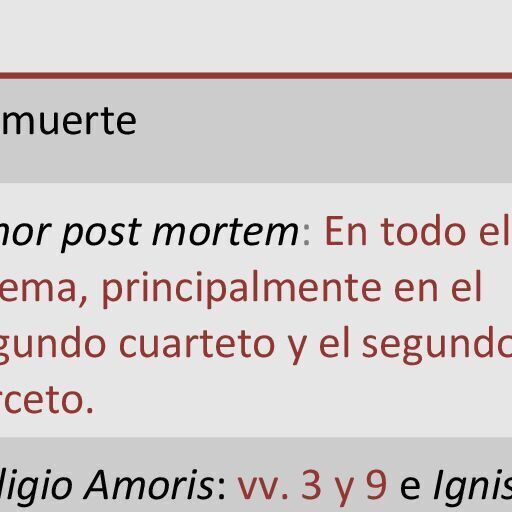 muerte
nor post mortem: En todo el
ema, principalmente en el
gundo cuarteto y el segundo
rceto.
ligio Amoris: vv. 3 y 9 e Ignis